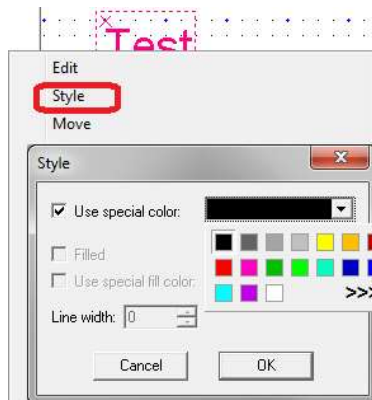 Test
Edit
Style
Move
Style
Use special color:
Filled
Use special fill color:
>>>
Line width: 0
Cancel OK